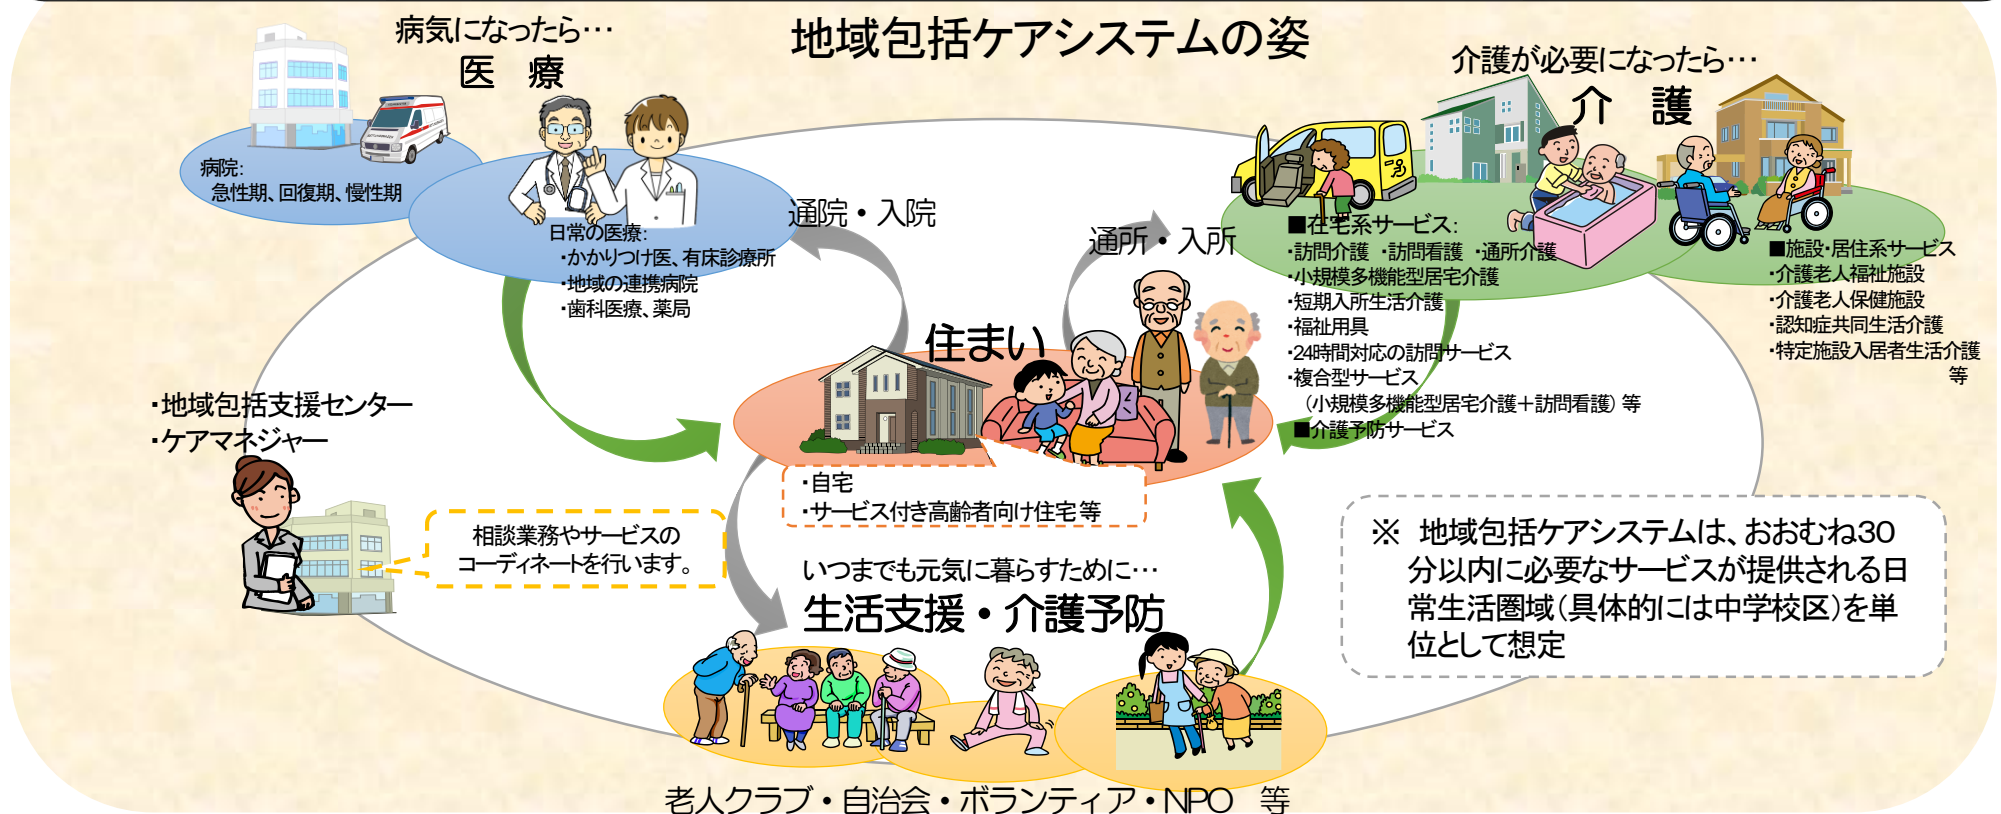 地域包括ケアシステムの姿
病気になったら…
医　療
病院：
急性期、回復期、慢性期
日常の医療：
・かかりつけ医、有床診療所
・地域の連携病院
・歯科医療、薬局
通院・入院
通所・入所
介護が必要になったら…
介　護
■在宅系サービス：
・訪問介護　・訪問看護　・通所介護
・小規模多機能型居宅介護
・短期入所生活介護
・福祉用具
・24時間対応の訪問サービス
・複合型サービス
（小規模多機能型居宅介護＋訪問看護）等
■介護予防サービス
■施設・居住系サービス
・介護老人福祉施設
・介護老人保健施設
・認知症共同生活介護
・特定施設入居者生活介護
等
住まい
・自宅
・サービス付き高齢者向け住宅等
・地域包括支援センター
・ケアマネジャー
相談業務やサービスの
コーディネートを行います。
いつまでも元気に暮らすために…
生活支援・介護予防
老人クラブ・自治会・ボランティア・NPO　等
※　地域包括ケアシステムは、おおむね30
分以内に必要なサービスが提供される日
常生活圏域（具体的には中学校区）を単
位として想定